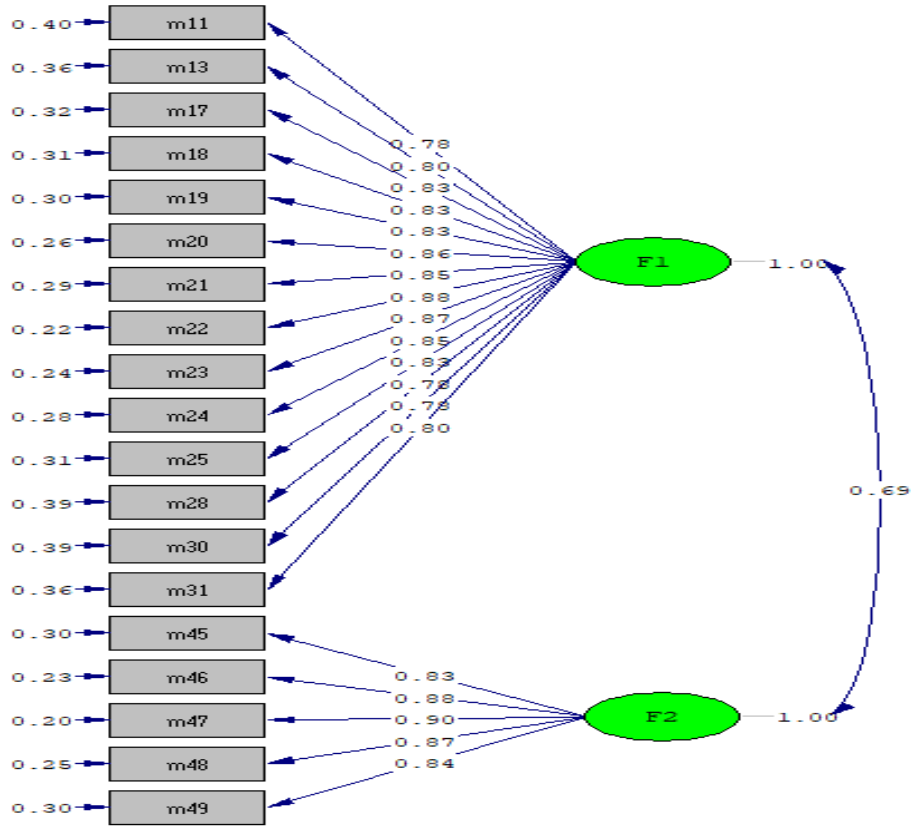 0.40 m11
0.36 m13
0.32 m17
0.78
0.31 m18
0.80
0.83
0.30 m19
0.83
0.83
0.26 m20
0.86
F1 1.00
0.29 m21
0.85
0.88
0.22 m22
0.87
0.85
0.24 m23
0.83
0.78
0.28 m24
0.78
0.80
0.31 m25
0.69
0.39 m28
0.39 m30
0.36 m31
0.30 m45
0.23 m46
0.83
0.88
0.20 m47
0.90
F2 1.00
0.87
0.25 m48
0.84
0.30 m49